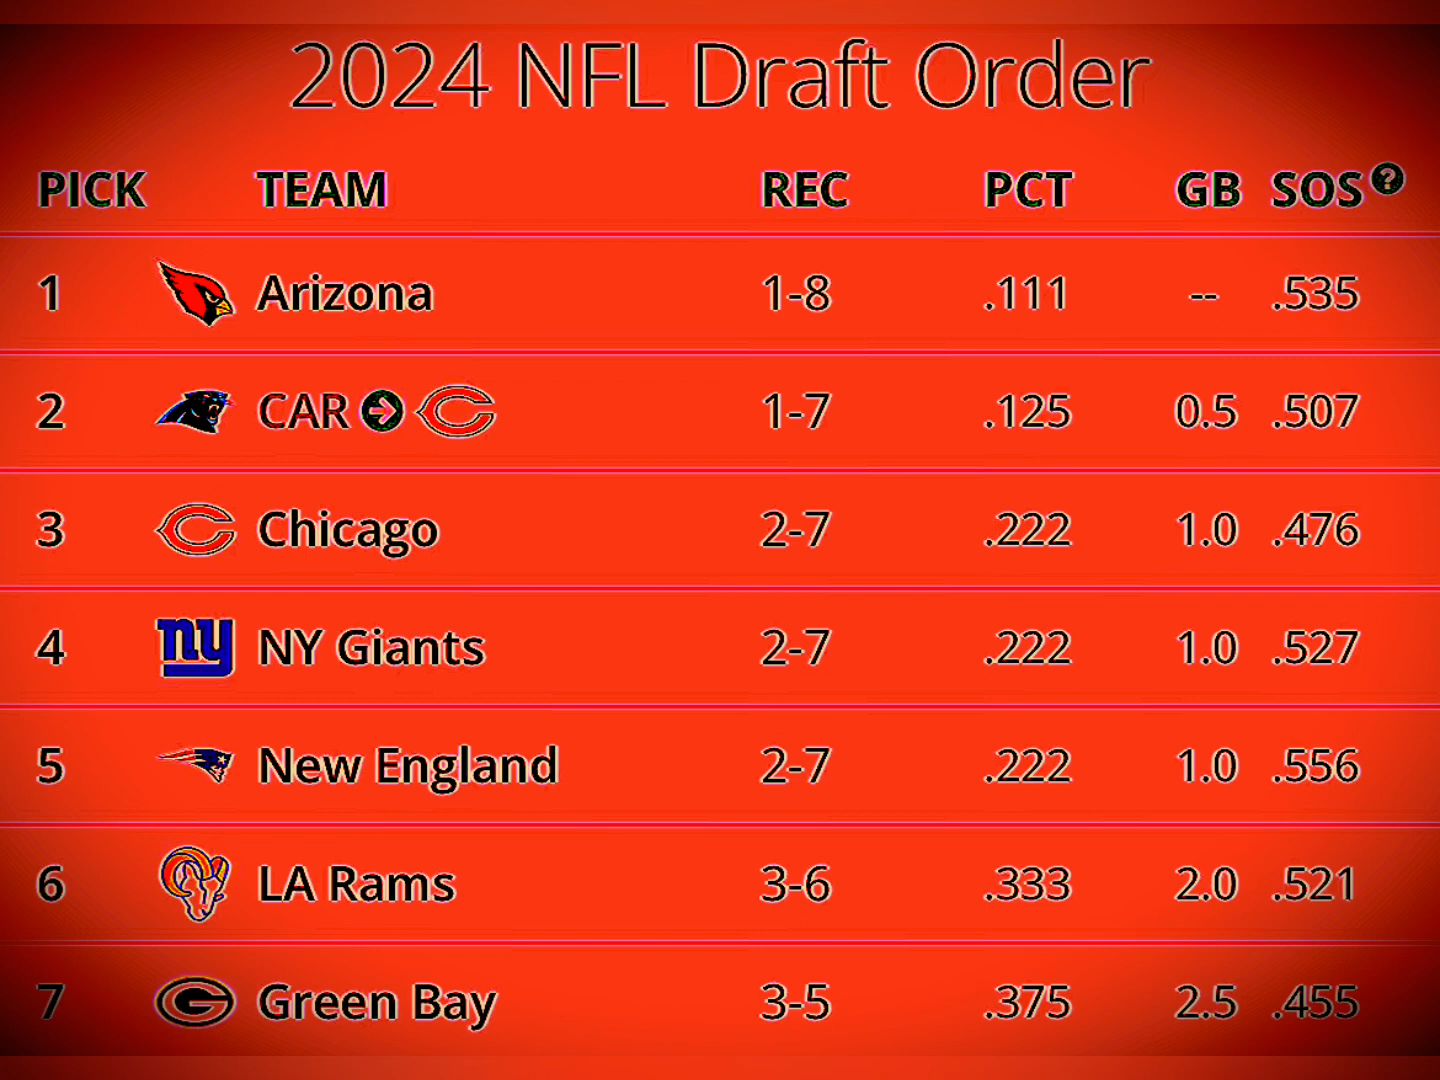 2024 NFL Draft Order
PICK TEAM REC PCT GB SOS ?
1 Arizona 1-8 .111 -- .535
2 CAR → C 1-7 .125 0.5 .507
3 C Chicago 2-7 .222 1.0 .476
4 ny NY Giants 2-7 .222 1.0 .527
5 New England 2-7 .222 1.0 .556
6 LA Rams 3-6 .333 2.0 .521
7 G Green Bay 3-5 .375 2.5 .455